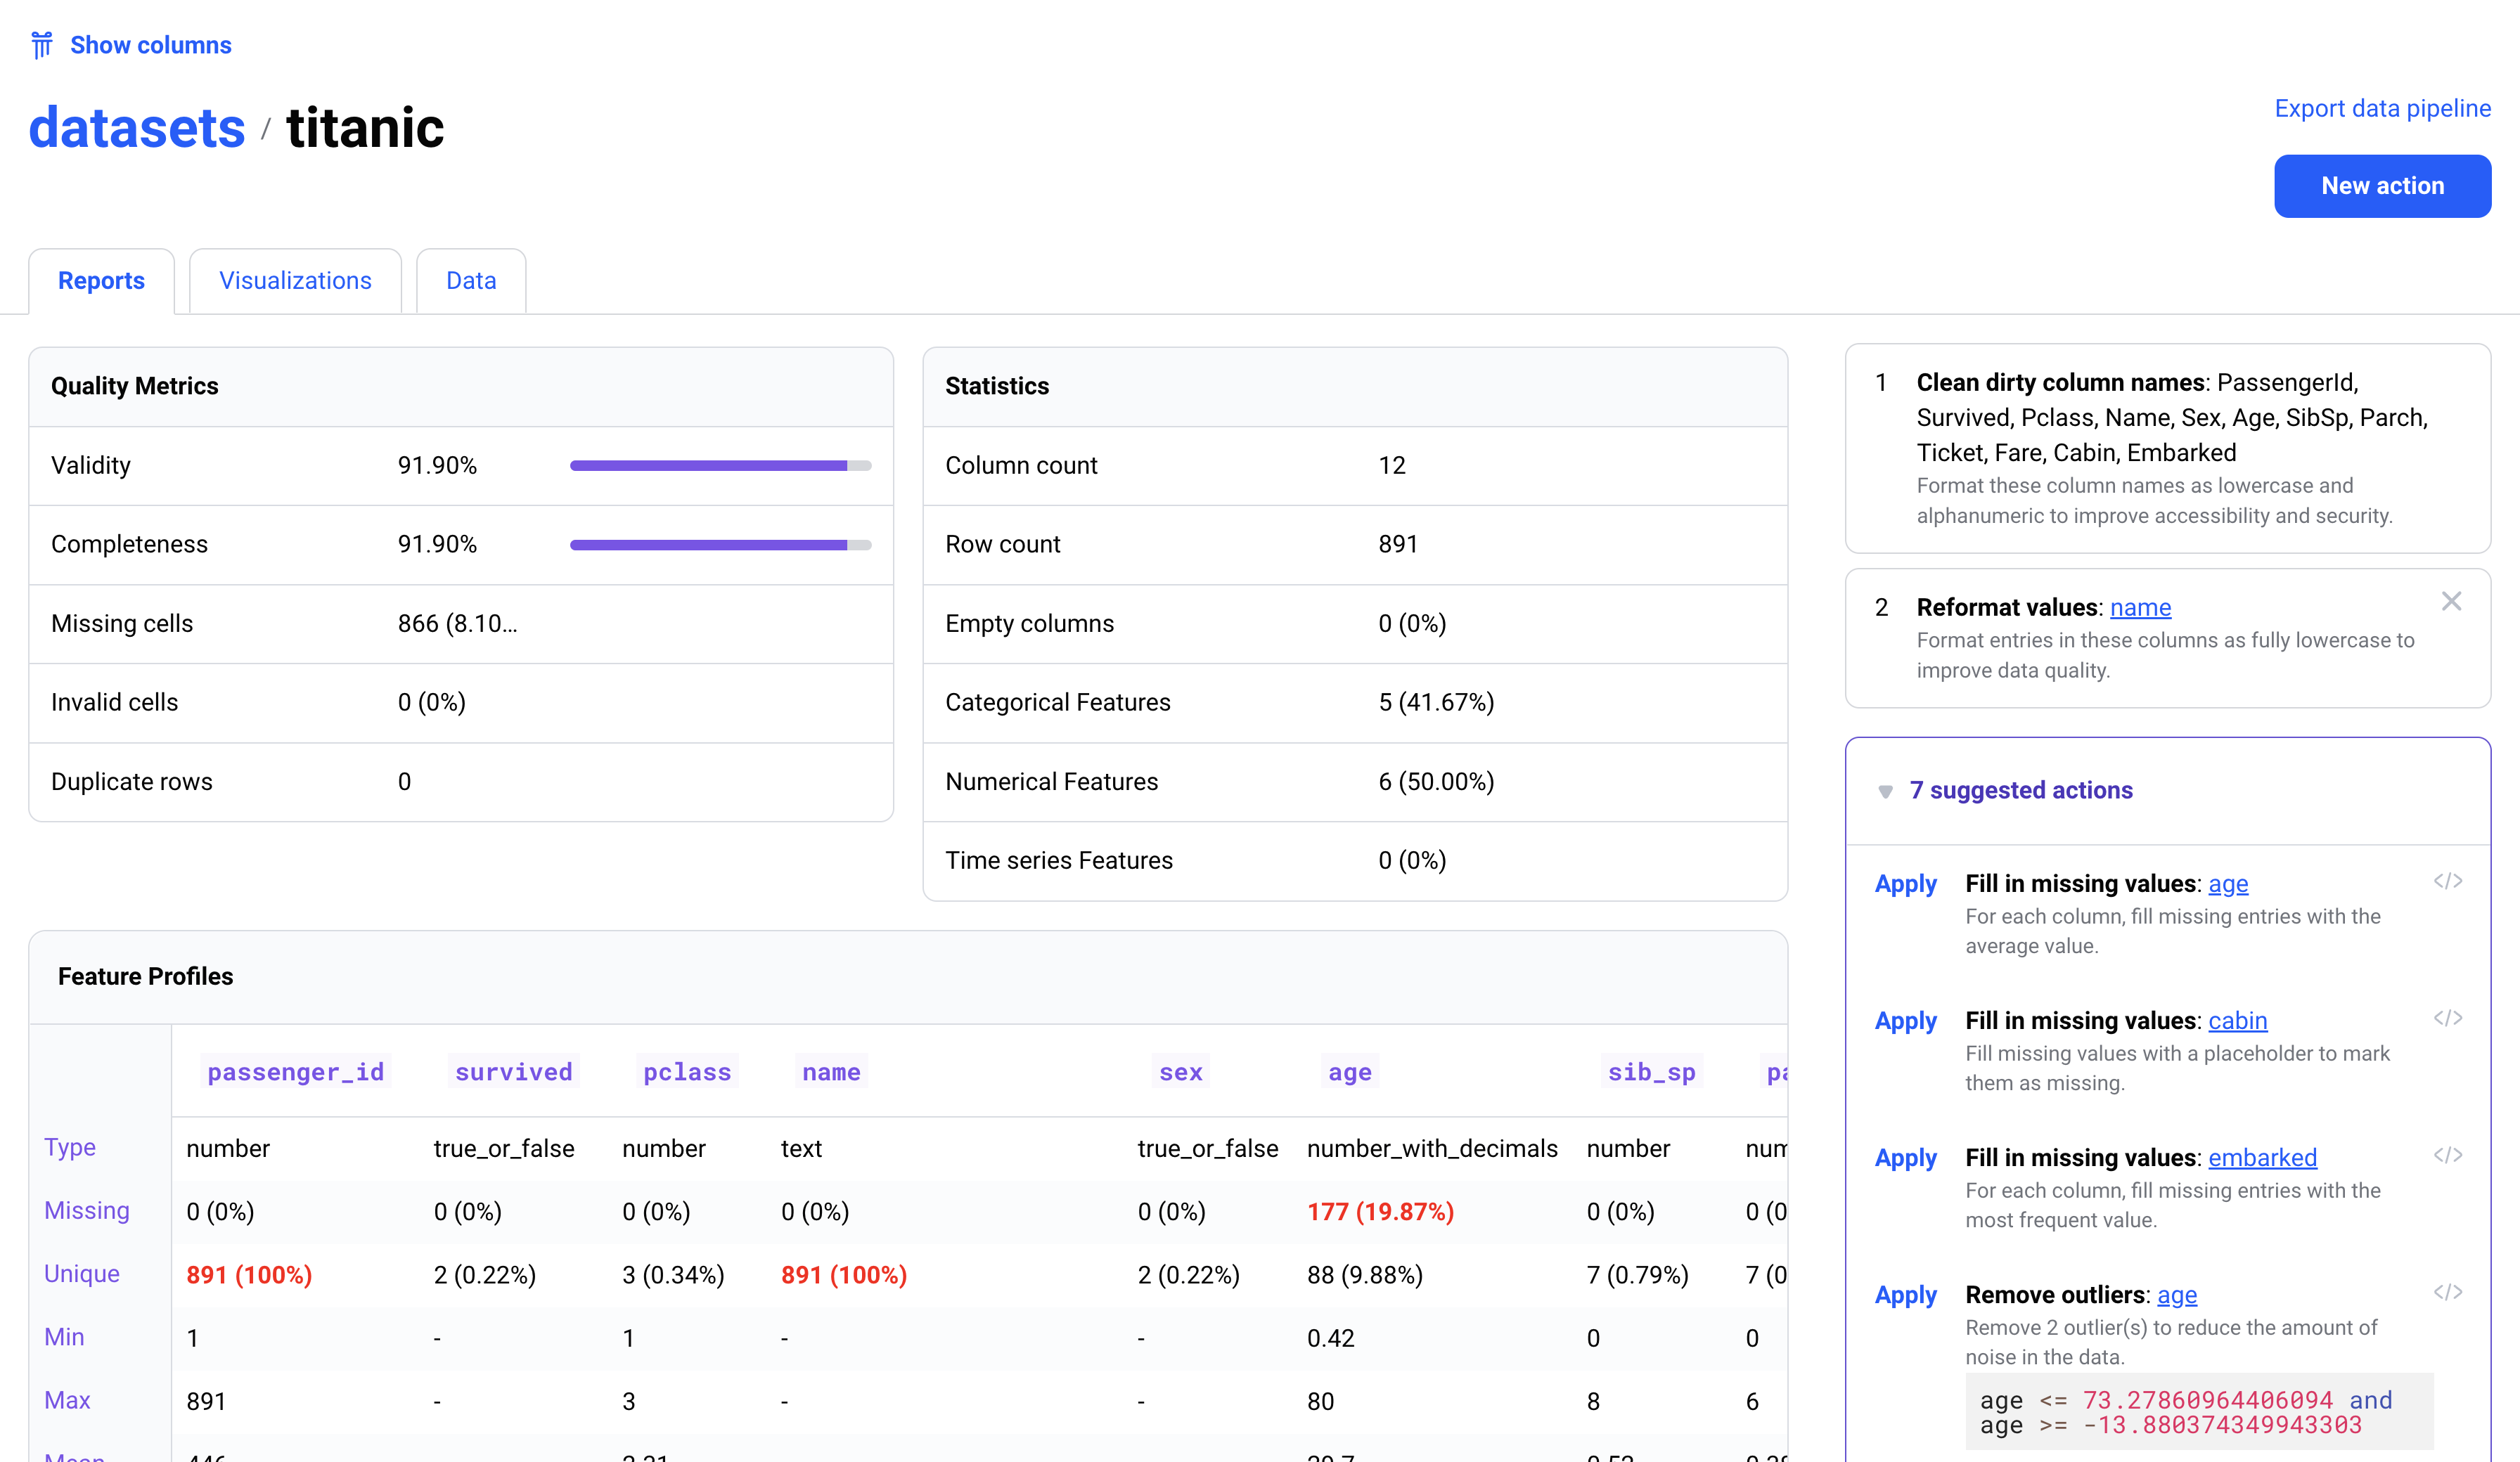 Show columns
datasets / titanic
Export data pipeline
New action
Reports
Visualizations
Data
Quality Metrics
Validity 91.90%
Completeness 91.90%
Missing cells 866 (8.10...
Invalid cells 0 (0%)
Duplicate rows 0
Statistics
Column count 12
Row count 891
Empty columns 0 (0%)
Categorical Features 5 (41.67%)
Numerical Features 6 (50.00%)
Time series Features 0 (0%)
Feature Profiles
passenger_id survived pclass name sex age sib_sp
Type number true_or_false number text true_or_false number_with_decimals number
Missing 0 (0%) 0 (0%) 0 (0%) 0 (0%) 0 (0%) 177 (19.87%) 0 (0%)
Unique 891 (100%) 2 (0.22%) 3 (0.34%) 891 (100%) 2 (0.22%) 88 (9.88%) 7 (0.79%)
Min 1 - 1 - - 0.42 0 0
Max 891 - 3 - - 80 8 6
1 Clean dirty column names: PassengerId,
Survived, Pclass, Name, Sex, Age, SibSp, Parch,
Ticket, Fare, Cabin, Embarked
Format these column names as lowercase and
alphanumeric to improve accessibility and security.
2 Reformat values: name
Format entries in these columns as fully lowercase to
improve data quality.
7 suggested actions
Apply Fill in missing values: age </>
For each column, fill missing entries with the
average value.
Apply Fill in missing values: cabin </>
Fill missing values with a placeholder to mark
them as missing.
Apply Fill in missing values: embarked </>
For each column, fill missing entries with the
most frequent value.
Apply Remove outliers: age </>
Remove 2 outlier(s) to reduce the amount of
noise in the data.
age <= 73.27860964406094 and
age >= -13.880374349943303